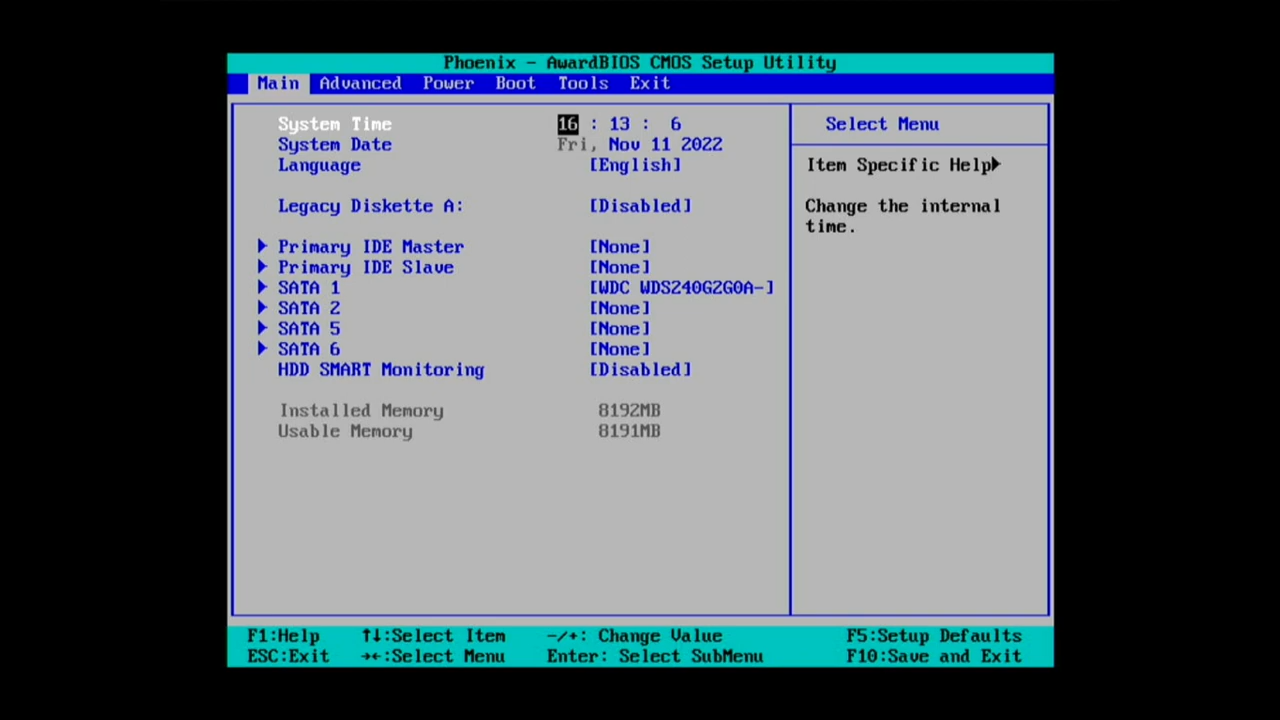 Phoenix - AwardBIOS CMOS Setup Utility
Main Advanced Power Boot Tools Exit
System Time 16 : 13 : 6
System Date Fri, Nov 11 2022
Language [English]
Legacy Diskette A: [Disabled]
Primary IDE Master [None]
Primary IDE Slave [None]
SATA 1 [WDC WDS240G2G0A-]
SATA 2 [None]
SATA 5 [None]
SATA 6 [None]
HDD SMART Monitoring [Disabled]
Installed Memory 8192MB
Usable Memory 8191MB
Select Menu
Item Specific Help▶
Change the internal
time.
F1:Help ↑↓:Select Item -/+: Change Value F5:Setup Defaults
ESC:Exit →←:Select Menu Enter: Select SubMenu F10:Save and Exit